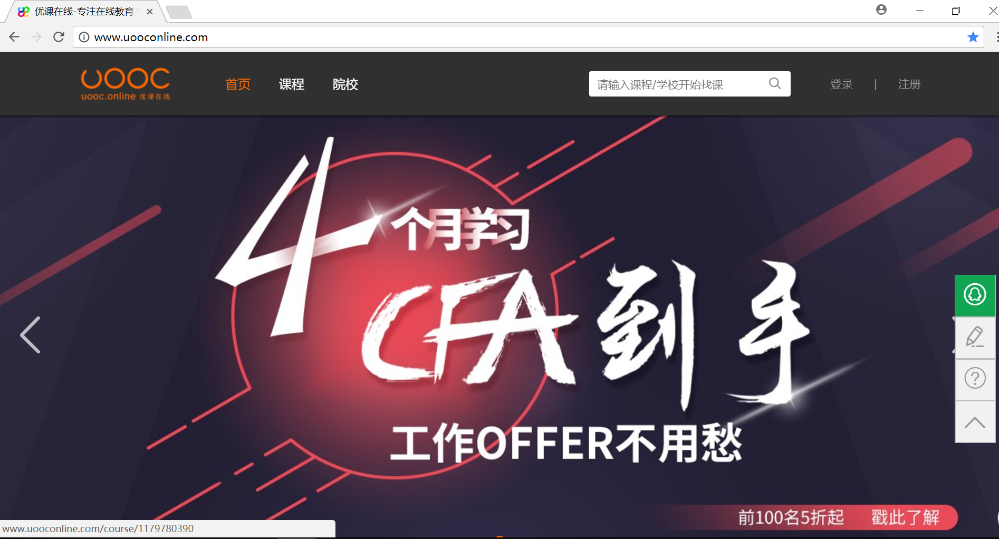 优课在线-专注在线教育
www.uooconline.com
UOOC
uooc.online 优课在线
首页 课程 院校
请输入课程/学校开始找课
登录 | 注册
4个月学习
CFA到手
工作OFFER不用愁
前100名5折起 戳此了解
www.uooconline.com/course/1179780390